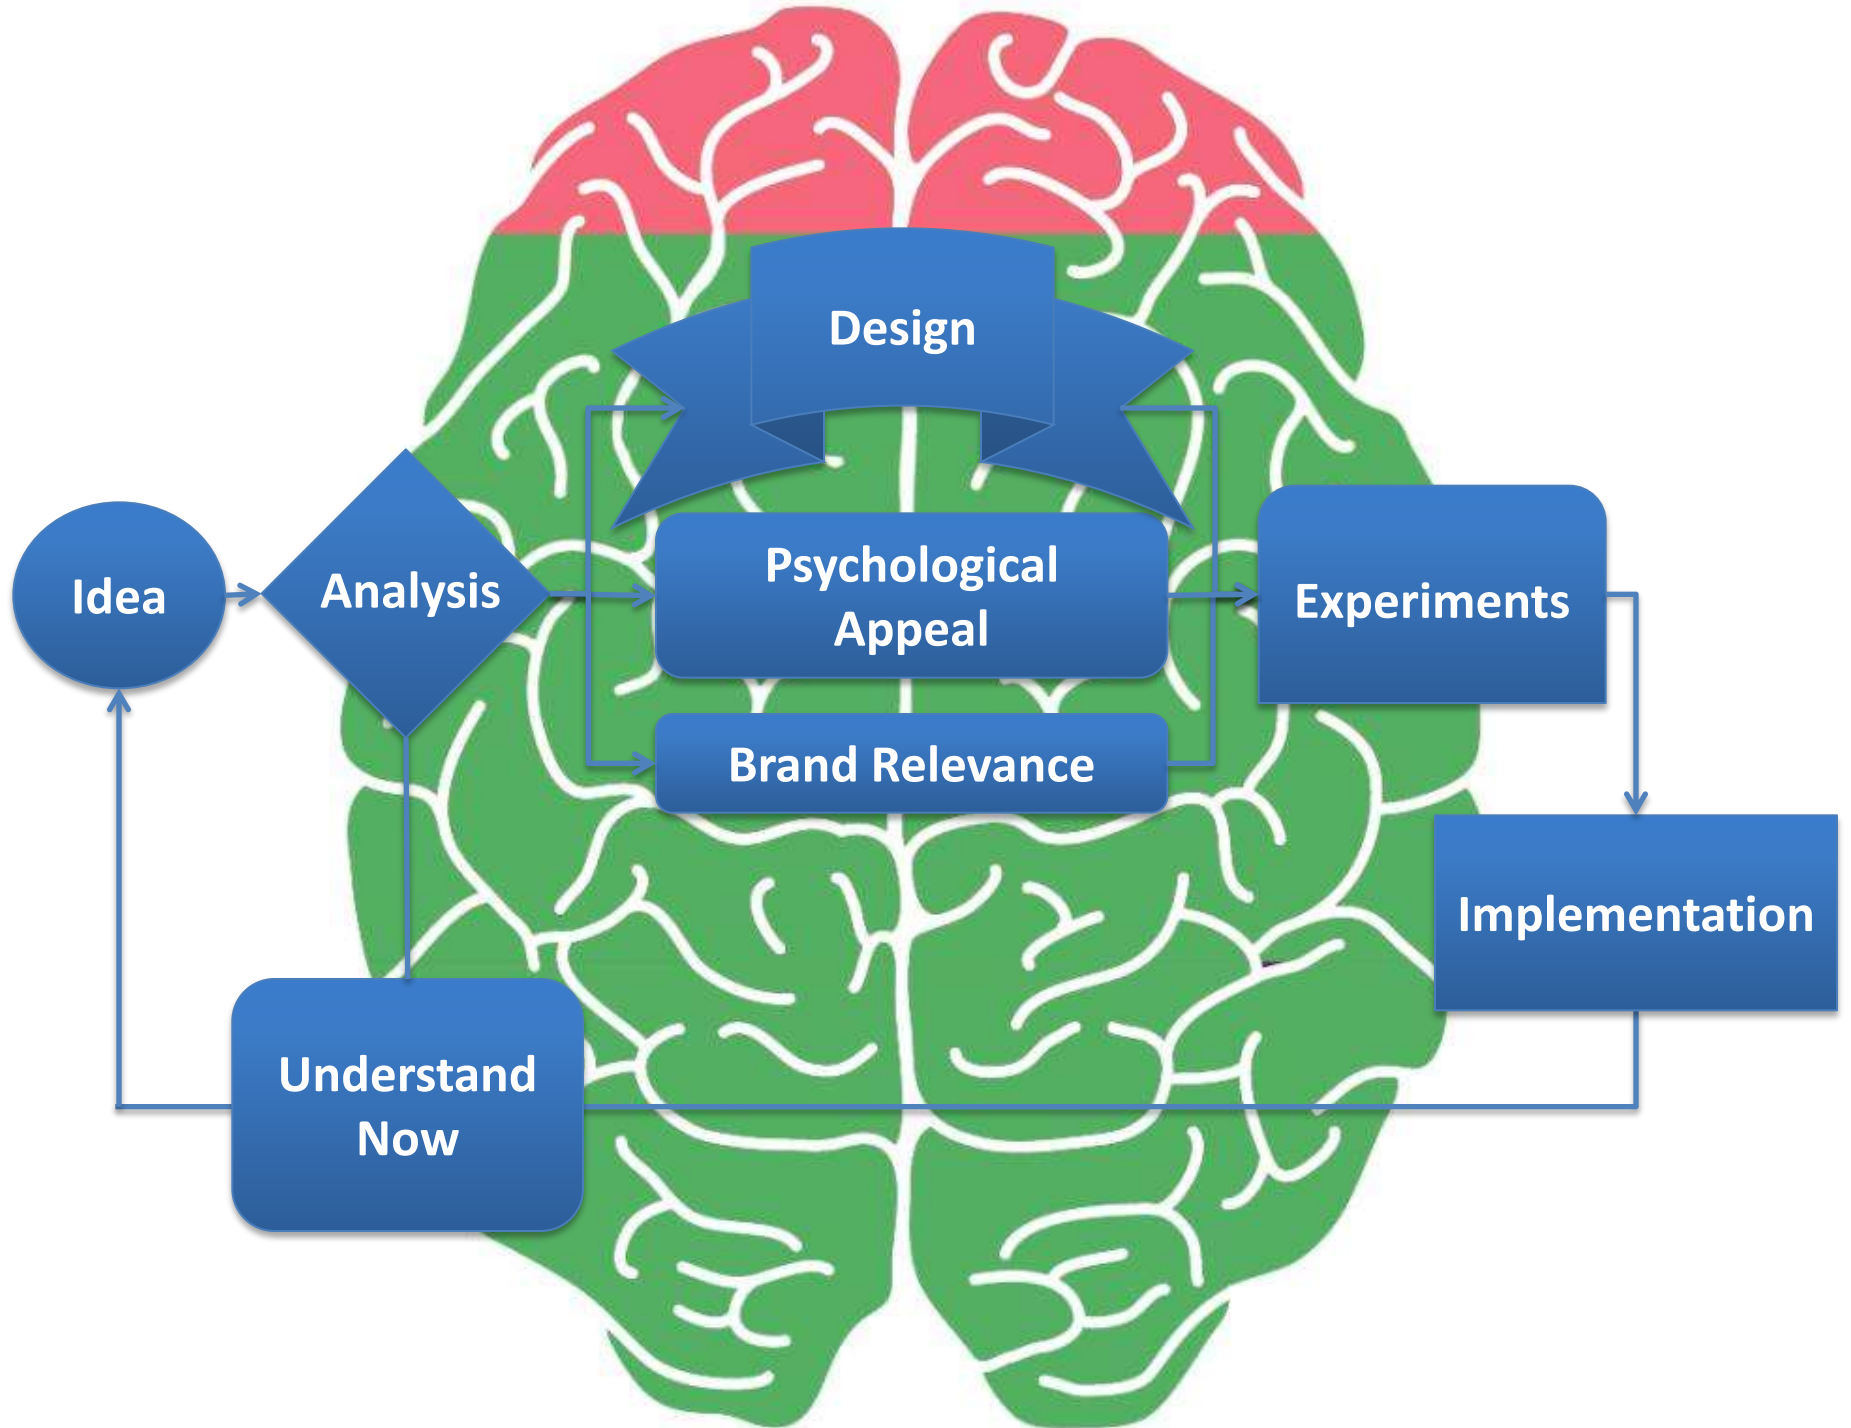 Design
Idea
Analysis
Psychological
Appeal
Experiments
Brand Relevance
Implementation
Understand
Now